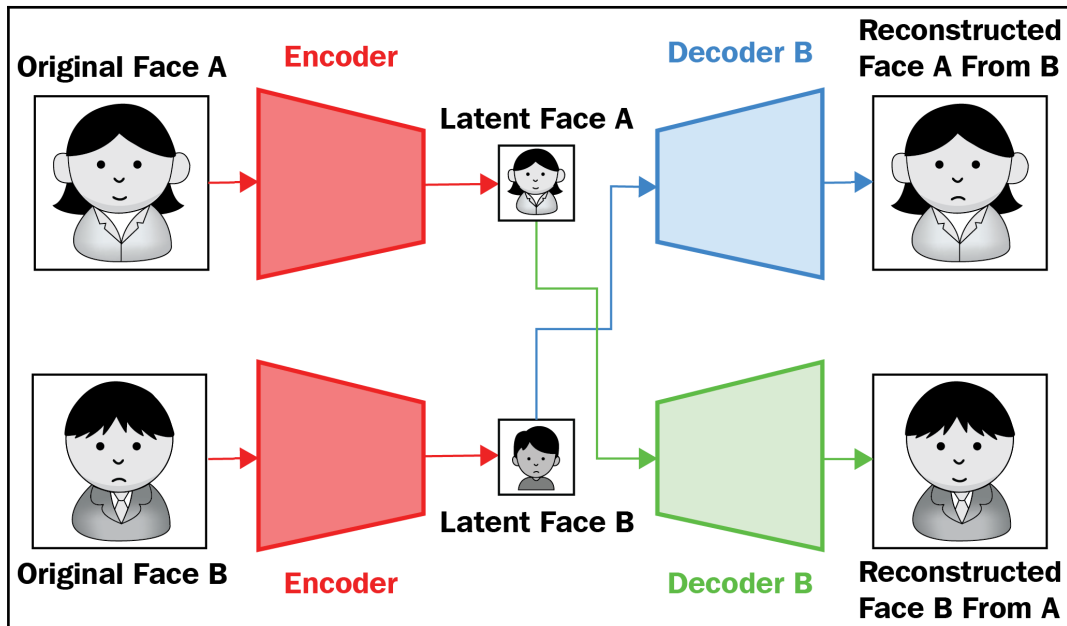 Original Face A
Encoder
Latent Face A
Decoder B
Reconstructed
Face A From B
Original Face B
Encoder
Latent Face B
Decoder B
Reconstructed
Face B From A